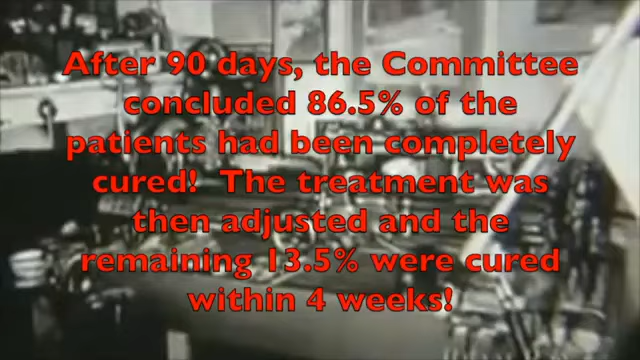 After 90 days, the Committee
concluded 86.5% of the
patients had been completely
cured!  The treatment was
then adjusted and the
remaining 13.5% were cured
within 4 weeks!